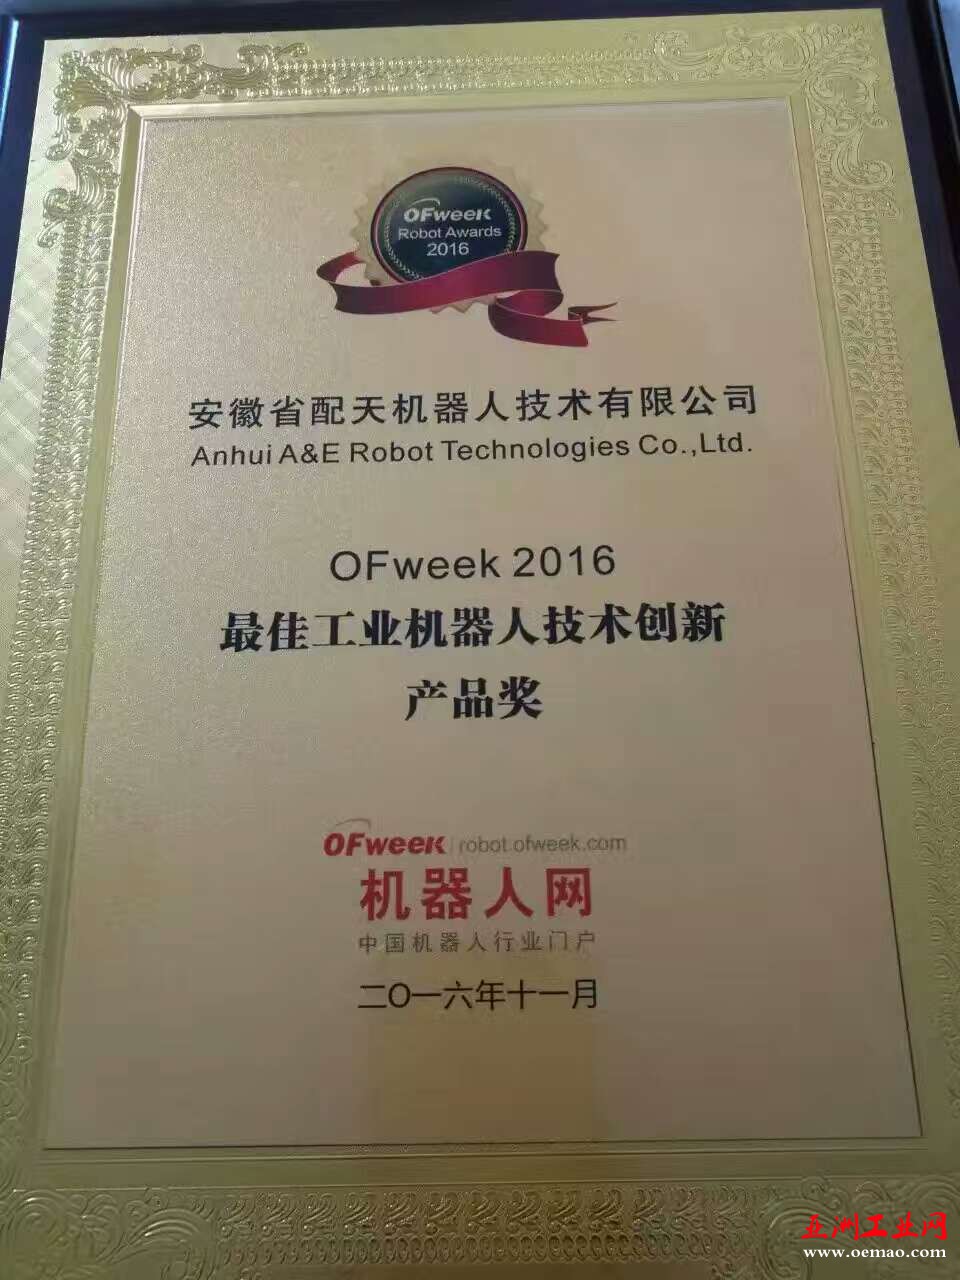 OFweek
Robot Awards
2016
安徽省配天机器人技术有限公司
Anhui A&E Robot Technologies Co.,Ltd.
OFweek 2016
最佳工业机器人技术创新
产品奖
OFweek robot.ofweek.com
机器人网
中国机器人行业门户
二〇一六年十一月
亚洲工业网
www.oemao.com